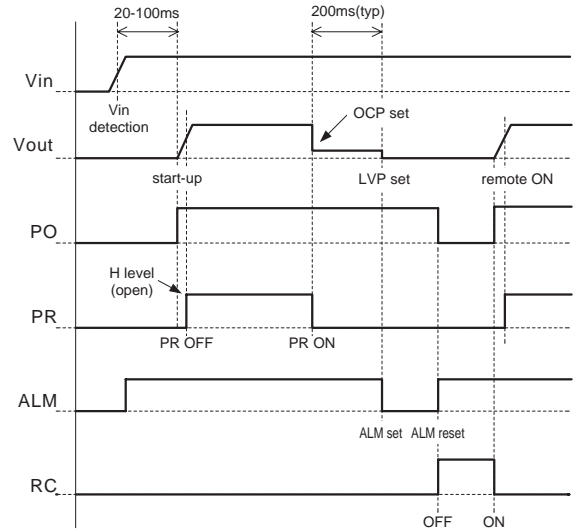 20-100ms
200ms(typ)
Vin
Vin
detection
OCP set
Vout
start-up
LVP set
remote ON
PO
H level
(open)
PR
PR OFF
PR ON
ALM
ALM set
ALM reset
RC
OFF
ON